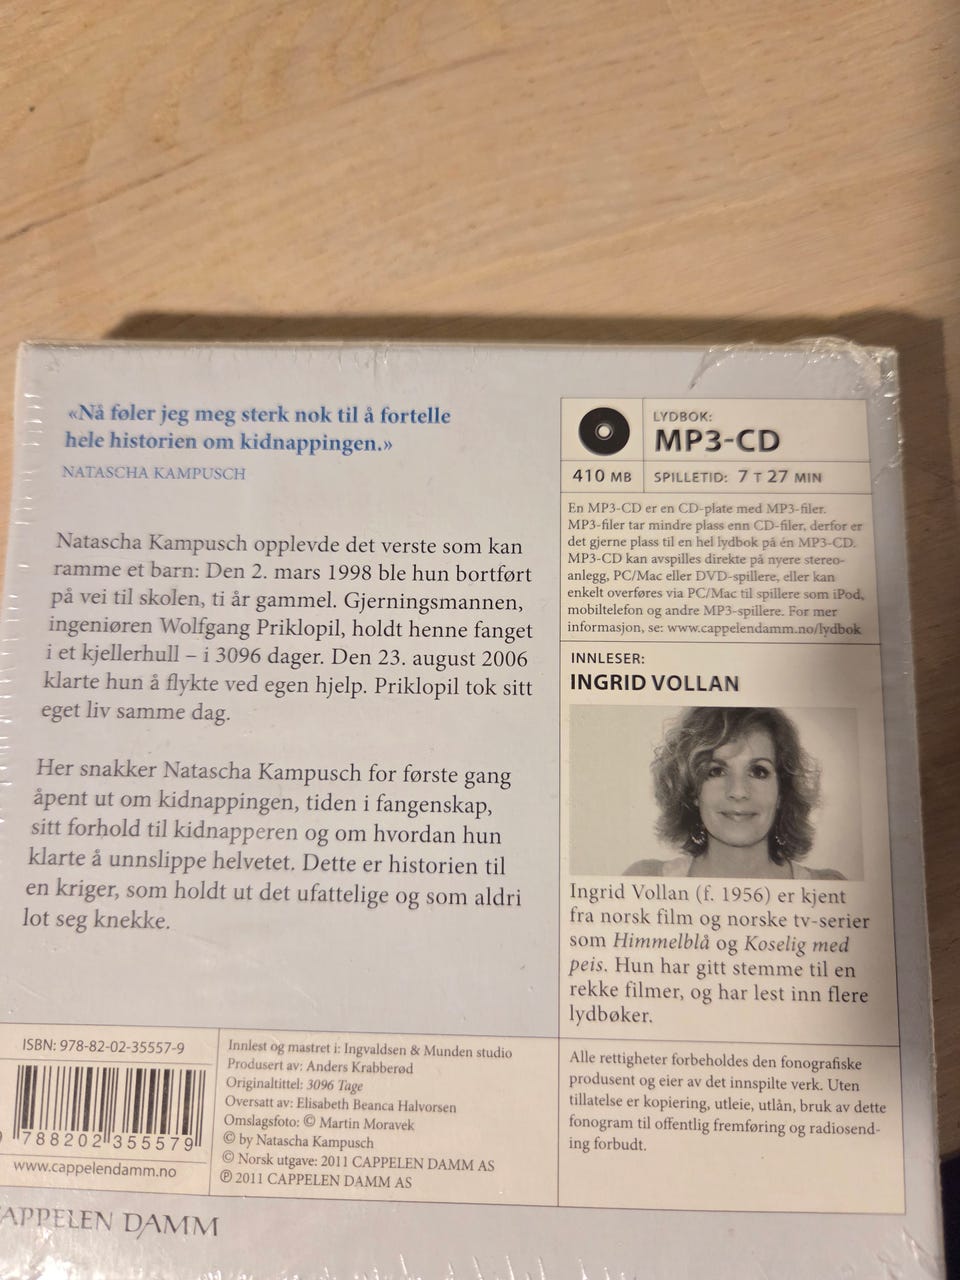 «Nå føler jeg meg sterk nok til å fortelle
hele historien om kidnappingen.»
NATASCHA KAMPUSCH
Natascha Kampusch opplevde det verste som kan
ramme et barn: Den 2. mars 1998 ble hun bortført
på vei til skolen, ti år gammel. Gjerningsmannen,
ingeniøren Wolfgang Priklopil, holdt henne fanget
i et kjellerhull – i 3096 dager. Den 23. august 2006
klarte hun å flykte ved egen hjelp. Priklopil tok sitt
eget liv samme dag.
Her snakker Natascha Kampusch for første gang
åpent ut om kidnappingen, tiden i fangenskap,
sitt forhold til kidnapperen og om hvordan hun
klarte å unnslippe helvetet. Dette er historien til
en kriger, som holdt ut det ufattelige og som aldri
lot seg knekke.
LYDBOK:
MP3-CD
410 MB
SPILLETID: 7 T 27 MIN
En MP3-CD er en CD-plate med MP3-filer.
MP3-filer tar mindre plass enn CD-filer, derfor er
det gjerne plass til en hel lydbok på én MP3-CD.
MP3-CD kan avspilles direkte på nyere stereo-
anlegg, PC/Mac eller DVD-spillere, eller kan
enkelt overføres via PC/Mac til spillere som iPod,
mobiltelefon og andre MP3-spillere. For mer
informasjon, se: www.cappelendamm.no/lydbok
INNLESER:
INGRID VOLLAN
Ingrid Vollan (f. 1956) er kjent
fra norsk film og norske tv-serier
som Himmelblå og Koselig med
peis. Hun har gitt stemme til en
rekke filmer, og har lest inn flere
lydbøker.
ISBN: 978-82-02-35557-9
9 788202 355579
www.cappelendamm.no
Innlest og mastret i: Ingvaldsen & Munden studio
Produsert av: Anders Krabberød
Originaltittel: 3096 Tage
Oversatt av: Elisabeth Beanca Halvorsen
Omslagsfoto: © Martin Moravek
© by Natascha Kampusch
© Norsk utgave: 2011 CAPPELEN DAMM AS
℗ 2011 CAPPELEN DAMM AS
Alle rettigheter forbeholdes den fonografiske
produsent og eier av det innspilte verk. Uten
tillatelse er kopiering, utleie, utlån, bruk av dette
fonogram til offentlig fremføring og radiosend-
ing forbudt.
CAPPELEN DAMM